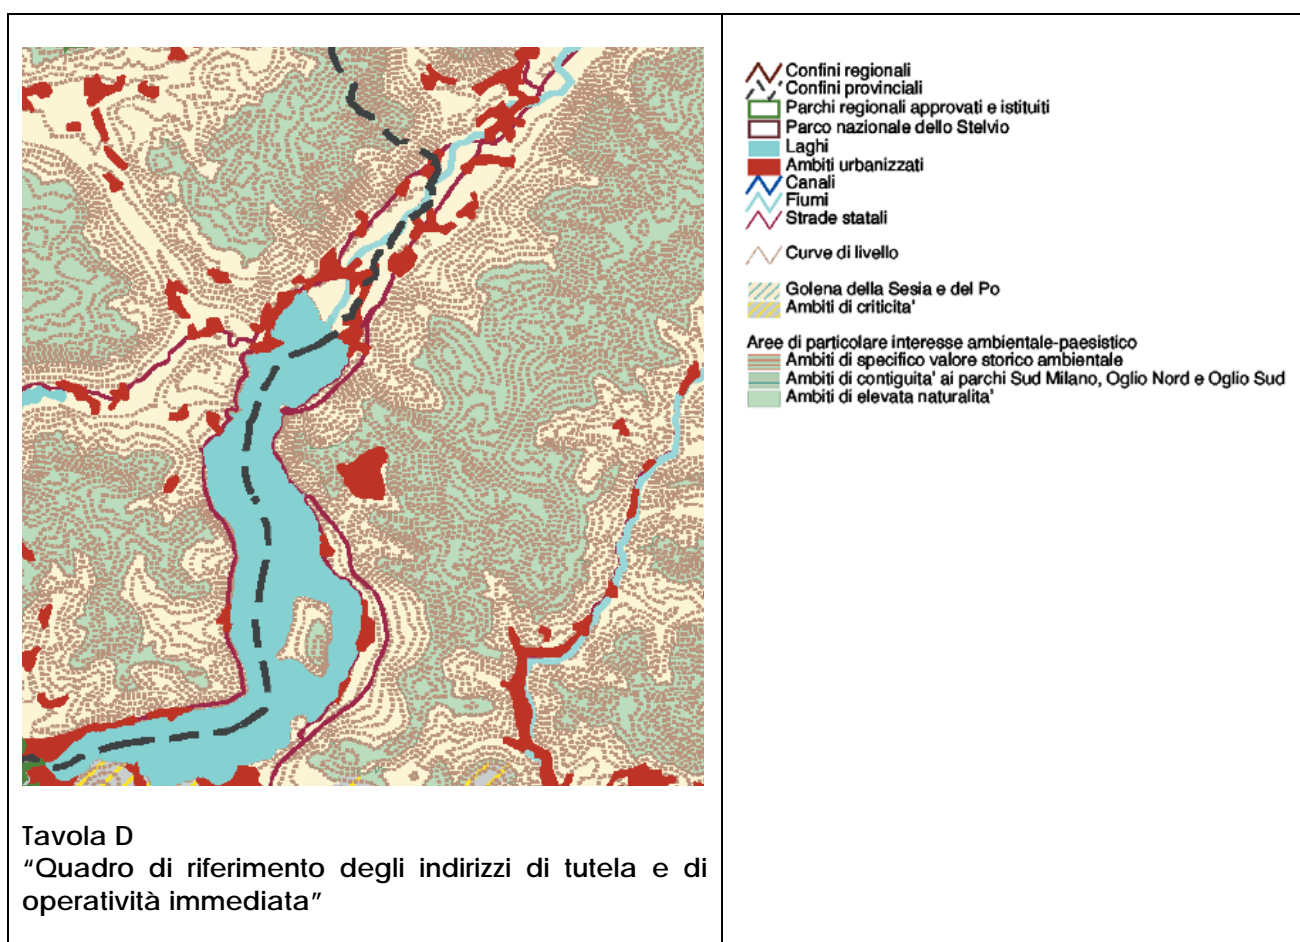 Confini regionali
Confini provinciali
Parchi regionali approvati e istituiti
Parco nazionale dello Stelvio
Laghi
Ambiti urbanizzati
Canali
Fiumi
Strade statali
Curve di livello
Golena della Sesia e del Po
Ambiti di criticita'
Aree di particolare interesse ambientale-paesistico
Ambiti di specifico valore storico ambientale
Ambiti di contiguita' ai parchi Sud Milano, Oglio Nord e Oglio Sud
Ambiti di elevata naturalita'
Tavola D
"Quadro di riferimento degli indirizzi di tutela e di
operatività immediata"